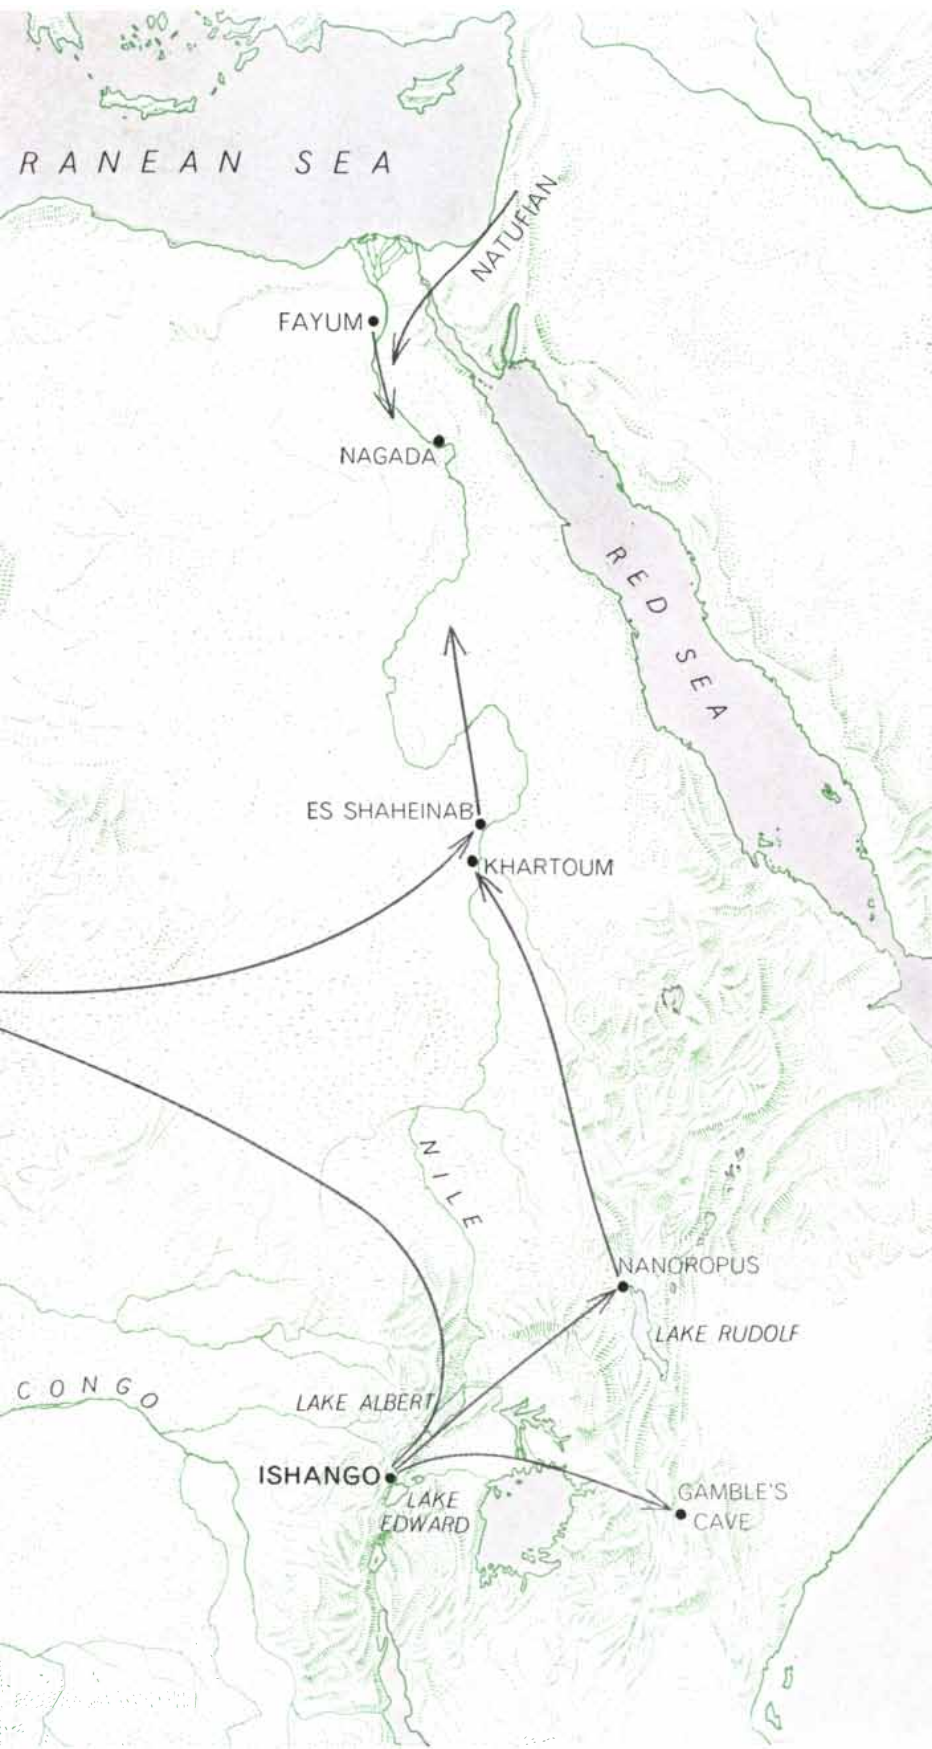 RANEAN SEA
NATUFIAN
FAYUM
NAGADA
RED SEA
ES SHAHEINAB
KHARTOUM
NILE
NANOROPUS
LAKE RUDOLF
CONGO
LAKE ALBERT
ISHANGO
LAKE
EDWARD
GAMBLE'S
CAVE